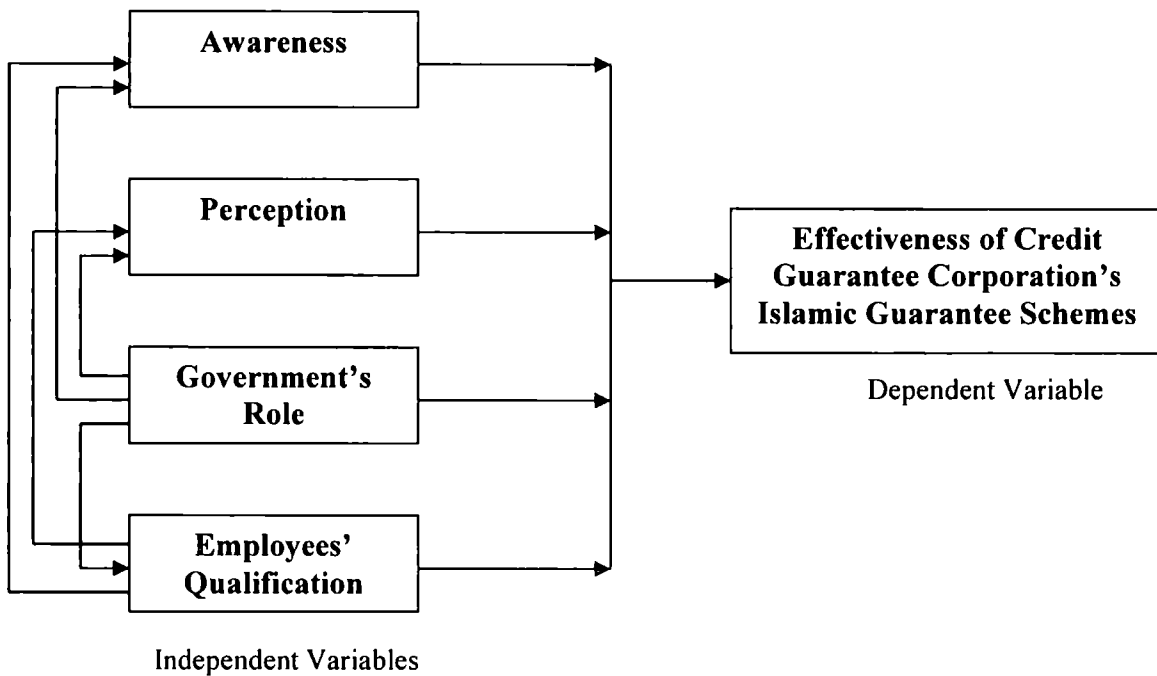 Awareness
Perception
Government's
Role
Employees'
Qualification
Independent Variables
Effectiveness of Credit
Guarantee Corporation's
Islamic Guarantee Schemes
Dependent Variable